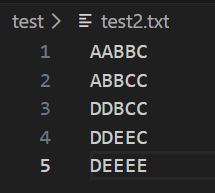 test > test2.txt
1 AABBC
2 ABBCC
3 DDBCC
4 DDEEC
5 DEEEE